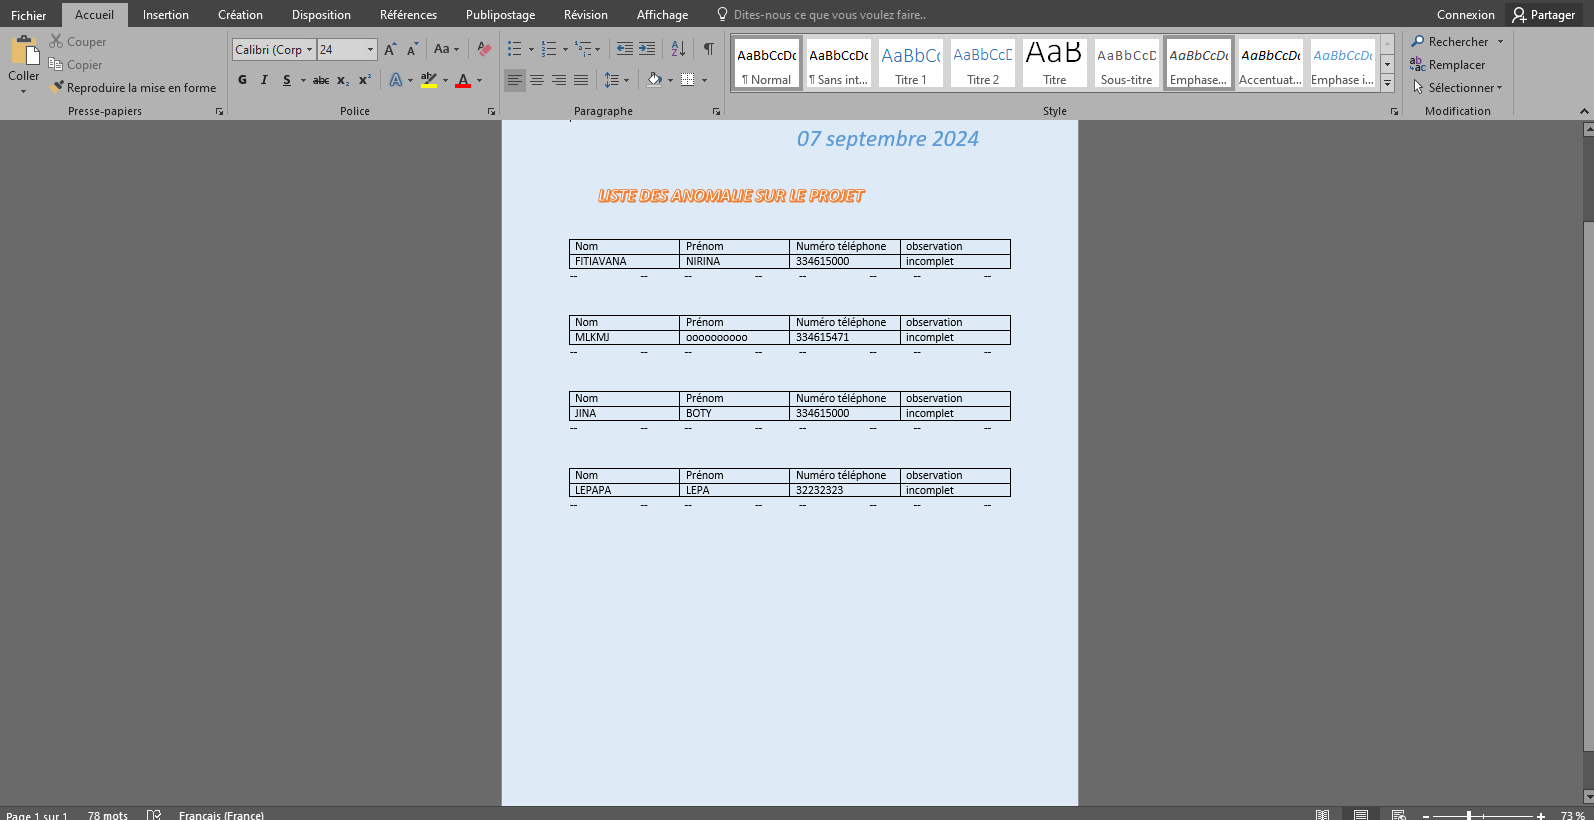 Fichier Accueil Insertion Création Disposition Références Publipostage Révision Affichage Dites-nous ce que vous voulez faire.. Connexion Partager
Coller
Couper
Copier
Reproduire la mise en forme
Presse-papiers
Calibri (Corp 24 Aa
G I S abc x₂ x² A ab A
Police
Paragraphe
AaBbCcDc AaBbCcDc AaBbCc AaBbCcD AaB AaBbCcD AaBbCcDc AaBbCcDc AaBbCcDc
¶ Normal ¶ Sans int... Titre 1 Titre 2 Titre Sous-titre Emphase... Accentuat... Emphase i...
Style
Rechercher
Remplacer
Sélectionner
Modification
07 septembre 2024
LISTE DES ANOMALIE SUR LE PROJET
Nom Prénom Numéro téléphone observation
FITIAVANA NIRINA 334615000 incomplet
-- -- -- -- -- -- -- --
Nom Prénom Numéro téléphone observation
MLKMJ oooooooooo 334615471 incomplet
-- -- -- -- -- -- -- --
Nom Prénom Numéro téléphone observation
JINA BOTY 334615000 incomplet
-- -- -- -- -- -- -- --
Nom Prénom Numéro téléphone observation
LEPAPA LEPA 32232323 incomplet
-- -- -- -- -- -- -- --
Page 1 sur 1 78 mots Français (France) 73 %